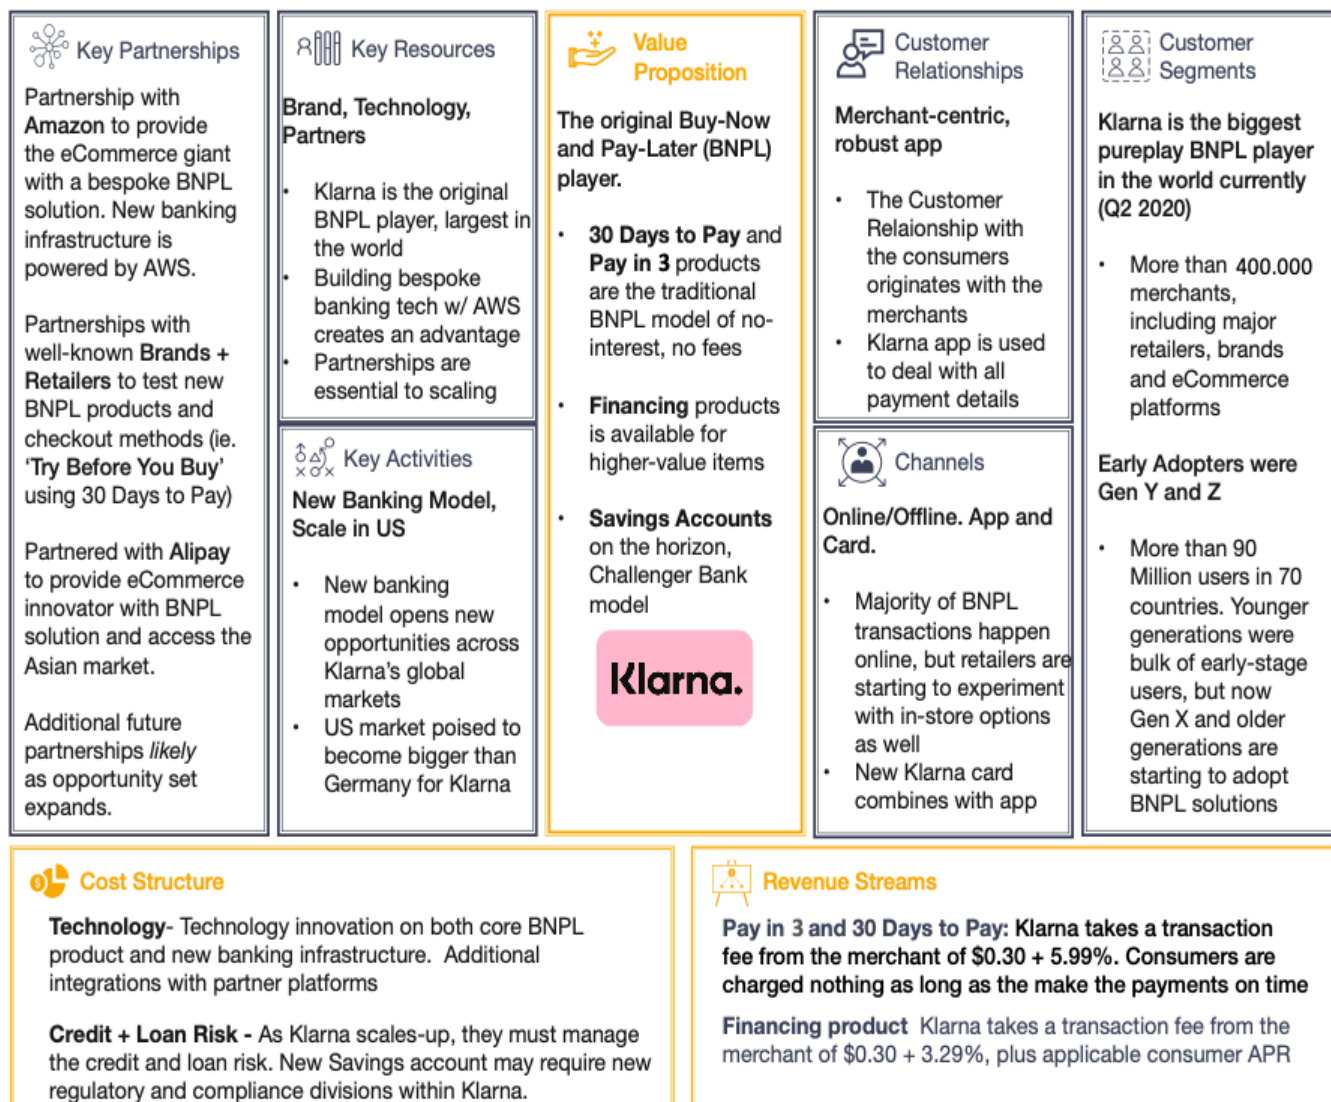 Key Partnerships
Partnership with
Amazon to provide
the eCommerce giant
with a bespoke BNPL
solution. New banking
infrastructure is
powered by AWS.
Partnerships with
well-known Brands +
Retailers to test new
BNPL products and
checkout methods (ie.
‘Try Before You Buy’
using 30 Days to Pay)
Partnered with Alipay
to provide eCommerce
innovator with BNPL
solution and access the
Asian market.
Additional future
partnerships likely
as opportunity set
expands.
Key Resources
Brand, Technology,
Partners
• Klarna is the original
BNPL player, largest in
the world
• Building bespoke
banking tech w/ AWS
creates an advantage
• Partnerships are
essential to scaling
Key Activities
New Banking Model,
Scale in US
• New banking
model opens new
opportunities across
Klarna’s global
markets
• US market poised to
become bigger than
Germany for Klarna
Value
Proposition
The original Buy-Now
and Pay-Later (BNPL)
player.
• 30 Days to Pay and
Pay in 3 products
are the traditional
BNPL model of no-
interest, no fees
• Financing products
is available for
higher-value items
• Savings Accounts
on the horizon,
Challenger Bank
model
Klarna.
Customer
Relationships
Merchant-centric,
robust app
• The Customer
Relaionship with
the consumers
originates with the
merchants
• Klarna app is used
to deal with all
payment details
Channels
Online/Offline. App and
Card.
• Majority of BNPL
transactions happen
online, but retailers are
starting to experiment
with in-store options
as well
• New Klarna card
combines with app
Customer
Segments
Klarna is the biggest
pureplay BNPL player
in the world currently
(Q2 2020)
• More than 400.000
merchants,
including major
retailers, brands
and eCommerce
platforms
Early Adopters were
Gen Y and Z
• More than 90
Million users in 70
countries. Younger
generations were
bulk of early-stage
users, but now
Gen X and older
generations are
starting to adopt
BNPL solutions
Cost Structure
Technology- Technology innovation on both core BNPL
product and new banking infrastructure. Additional
integrations with partner platforms
Credit + Loan Risk - As Klarna scales-up, they must manage
the credit and loan risk. New Savings account may require new
regulatory and compliance divisions within Klarna.
Revenue Streams
Pay in 3 and 30 Days to Pay: Klarna takes a transaction
fee from the merchant of $0.30 + 5.99%. Consumers are
charged nothing as long as the make the payments on time
Financing product Klarna takes a transaction fee from the
merchant of $0.30 + 3.29%, plus applicable consumer APR